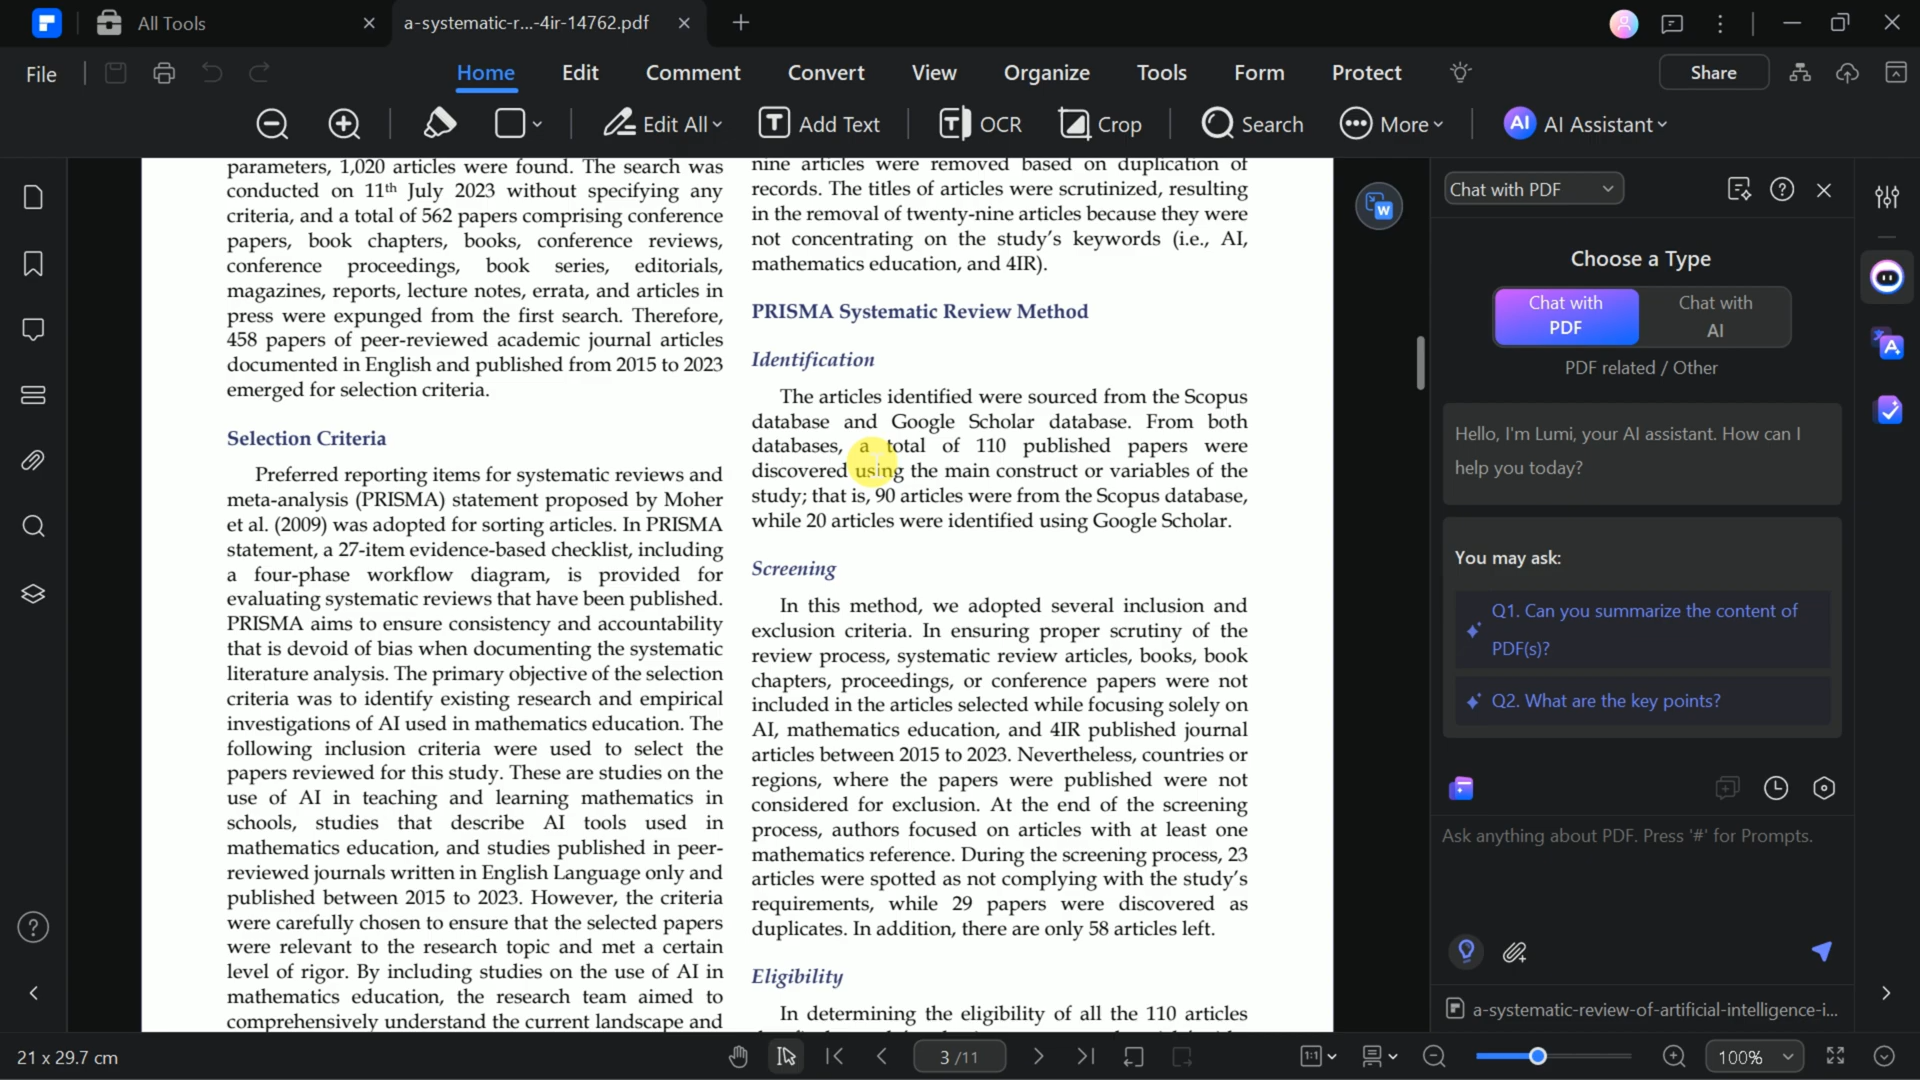 All Tools
a-systematic-r...-4ir-14762.pdf
File
Home
Edit
Comment
Convert
View
Organize
Tools
Form
Protect
Share
Edit All
T Add Text
OCR
Crop
Search
More
AI AI Assistant
parameters, 1,020 articles were found. The search was
conducted on 11th July 2023 without specifying any
criteria, and a total of 562 papers comprising conference
papers, book chapters, books, conference reviews,
conference proceedings, book series, editorials,
magazines, reports, lecture notes, errata, and articles in
press were expunged from the first search. Therefore,
458 papers of peer-reviewed academic journal articles
documented in English and published from 2015 to 2023
emerged for selection criteria.
Selection Criteria
Preferred reporting items for systematic reviews and
meta-analysis (PRISMA) statement proposed by Moher
et al. (2009) was adopted for sorting articles. In PRISMA
statement, a 27-item evidence-based checklist, including
a four-phase workflow diagram, is provided for
evaluating systematic reviews that have been published.
PRISMA aims to ensure consistency and accountability
that is devoid of bias when documenting the systematic
literature analysis. The primary objective of the selection
criteria was to identify existing research and empirical
investigations of AI used in mathematics education. The
following inclusion criteria were used to select the
papers reviewed for this study. These are studies on the
use of AI in teaching and learning mathematics in
schools, studies that describe AI tools used in
mathematics education, and studies published in peer-
reviewed journals written in English Language only and
published between 2015 to 2023. However, the criteria
were carefully chosen to ensure that the selected papers
were relevant to the research topic and met a certain
level of rigor. By including studies on the use of AI in
mathematics education, the research team aimed to
comprehensively understand the current landscape and
nine articles were removed based on duplication of
records. The titles of articles were scrutinized, resulting
in the removal of twenty-nine articles because they were
not concentrating on the study's keywords (i.e., AI,
mathematics education, and 4IR).
PRISMA Systematic Review Method
Identification
The articles identified were sourced from the Scopus
database and Google Scholar database. From both
databases, a total of 110 published papers were
discovered using the main construct or variables of the
study; that is, 90 articles were from the Scopus database,
while 20 articles were identified using Google Scholar.
Screening
In this method, we adopted several inclusion and
exclusion criteria. In ensuring proper scrutiny of the
review process, systematic review articles, books, book
chapters, proceedings, or conference papers were not
included in the articles selected while focusing solely on
AI, mathematics education, and 4IR published journal
articles between 2015 to 2023. Nevertheless, countries or
regions, where the papers were published were not
considered for exclusion. At the end of the screening
process, authors focused on articles with at least one
mathematics reference. During the screening process, 23
articles were spotted as not complying with the study's
requirements, while 29 papers were discovered as
duplicates. In addition, there are only 58 articles left.
Eligibility
In determining the eligibility of all the 110 articles
W
Chat with PDF
Choose a Type
Chat with
PDF
Chat with
AI
PDF related / Other
Hello, I'm Lumi, your AI assistant. How can I
help you today?
You may ask:
Q1. Can you summarize the content of
PDF(s)?
Q2. What are the key points?
Ask anything about PDF. Press '#' for Prompts.
a-systematic-review-of-artificial-intelligence-i...
A
21 x 29.7 cm
3 /11
1:1
100%